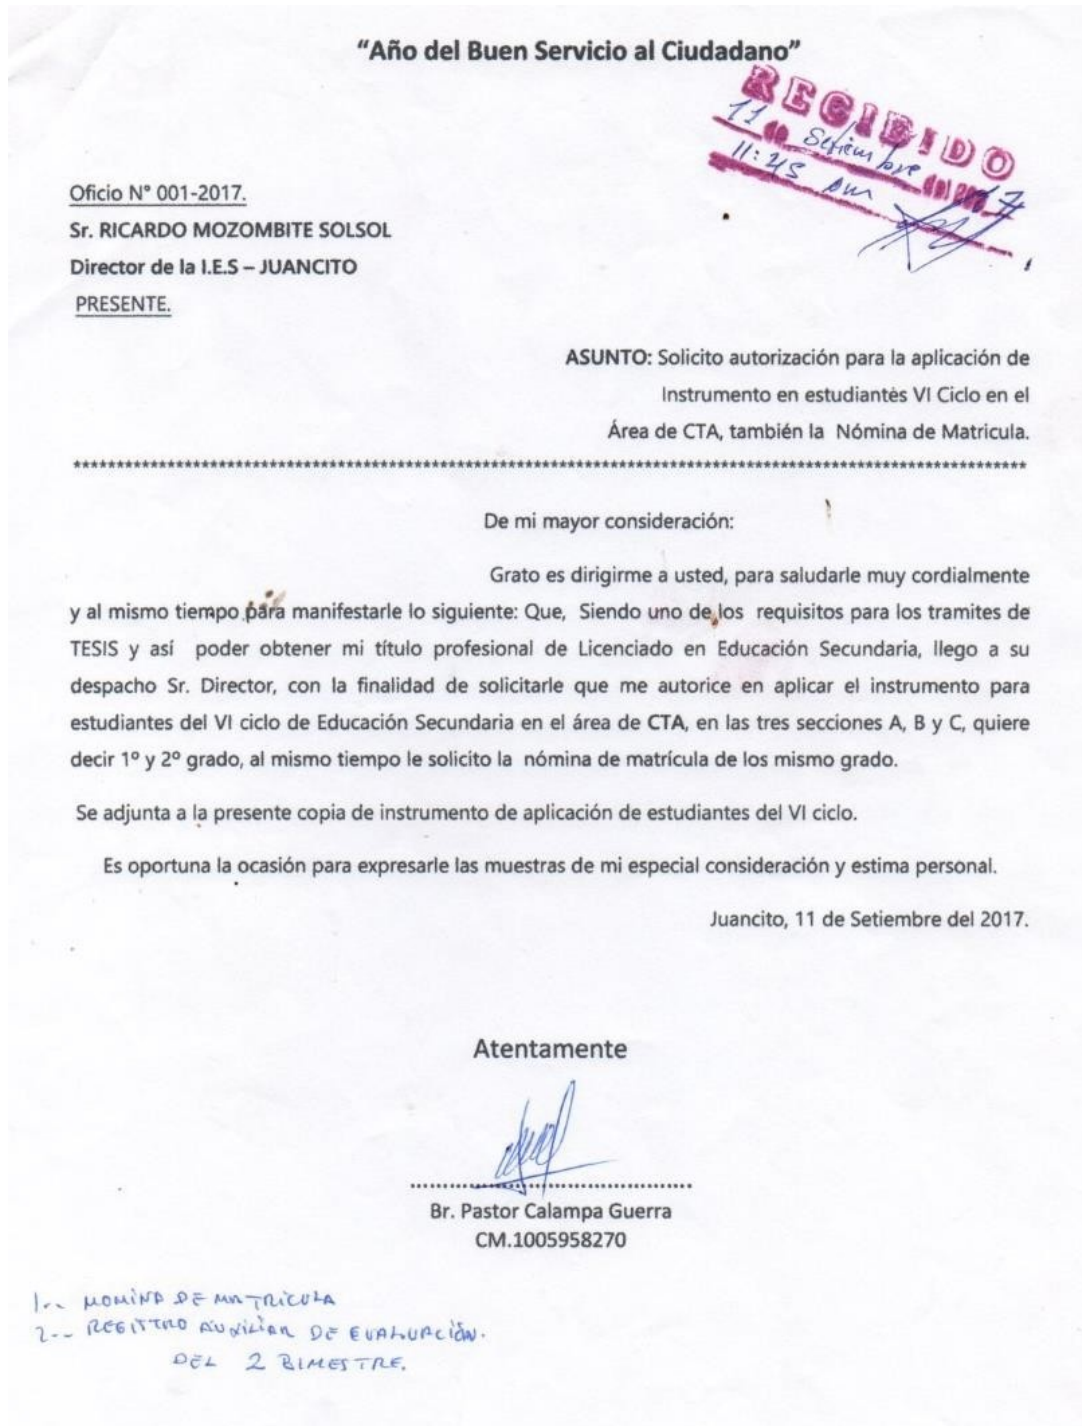 “Año del Buen Servicio al Ciudadano”
RECIBIDO
11 de Setiembre del 2017
11:45 am
Oficio N° 001-2017.
Sr. RICARDO MOZOMBITE SOLSOL
Director de la I.E.S – JUANCITO
PRESENTE.
ASUNTO: Solicito autorización para la aplicación de
Instrumento en estudiantes VI Ciclo en el
Área de CTA, también la Nómina de Matricula.
****************************************************************************************************************
De mi mayor consideración:
Grato es dirigirme a usted, para saludarle muy cordialmente
y al mismo tiempo para manifestarle lo siguiente: Que, Siendo uno de los requisitos para los tramites de
TESIS y así poder obtener mi título profesional de Licenciado en Educación Secundaria, llego a su
despacho Sr. Director, con la finalidad de solicitarle que me autorice en aplicar el instrumento para
estudiantes del VI ciclo de Educación Secundaria en el área de CTA, en las tres secciones A, B y C, quiere
decir 1º y 2º grado, al mismo tiempo le solicito la nómina de matrícula de los mismo grado.
Se adjunta a la presente copia de instrumento de aplicación de estudiantes del VI ciclo.
Es oportuna la ocasión para expresarle las muestras de mi especial consideración y estima personal.
Juancito, 11 de Setiembre del 2017.
Atentamente
Br. Pastor Calampa Guerra
CM.1005958270
1.- NOMINA DE MATRICULA
2.- REGISTRO AUXILIAR DE EVALUACIÓN.
DEL 2 BIMESTRE.